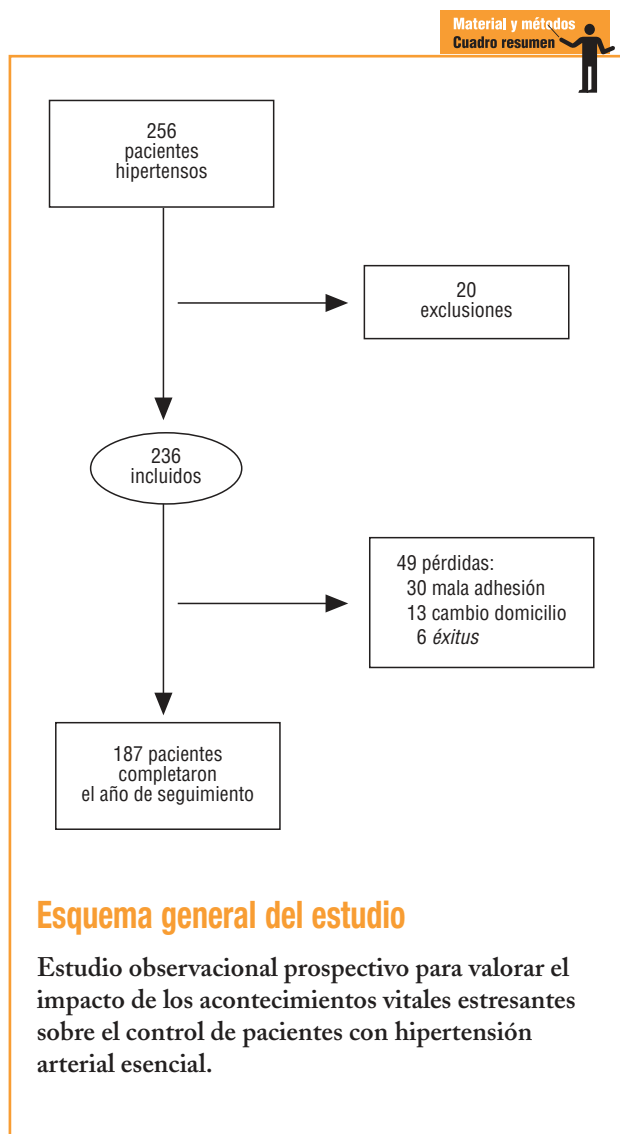 Material y métodos
Cuadro resumen
256
pacientes
hipertensos
20
exclusiones
236
incluidos
49 pérdidas:
30 mala adhesión
13 cambio domicilio
6 éxitus
187 pacientes
completaron
el año de seguimiento
Esquema general del estudio
Estudio observacional prospectivo para valorar el
impacto de los acontecimientos vitales estresantes
sobre el control de pacientes con hipertensión
arterial esencial.